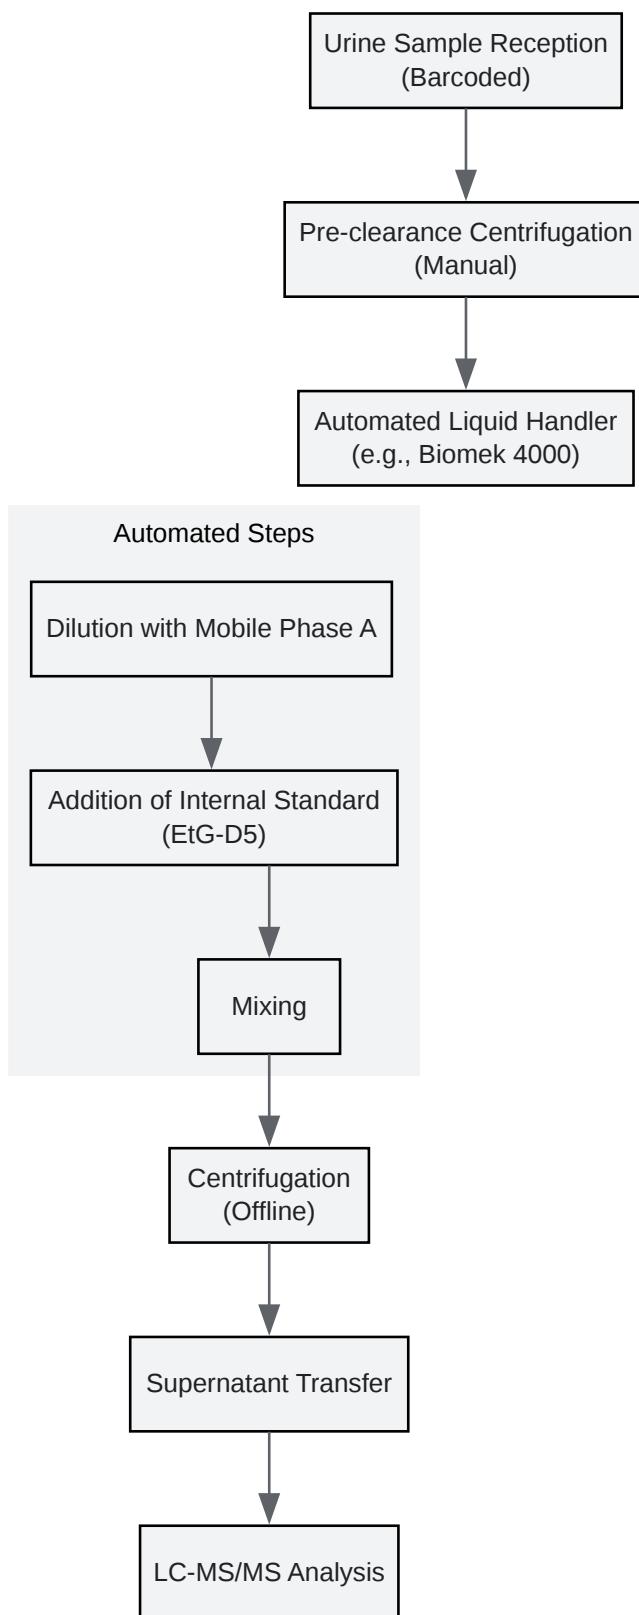 Urine Sample Reception
(Barcoded)
Pre-clearance Centrifugation
(Manual)
Automated Liquid Handler
(e.g., Biomek 4000)
Automated Steps
Dilution with Mobile Phase A
Addition of Internal Standard
(EtG-D5)
Mixing
Centrifugation
(Offline)
Supernatant Transfer
LC-MS/MS Analysis